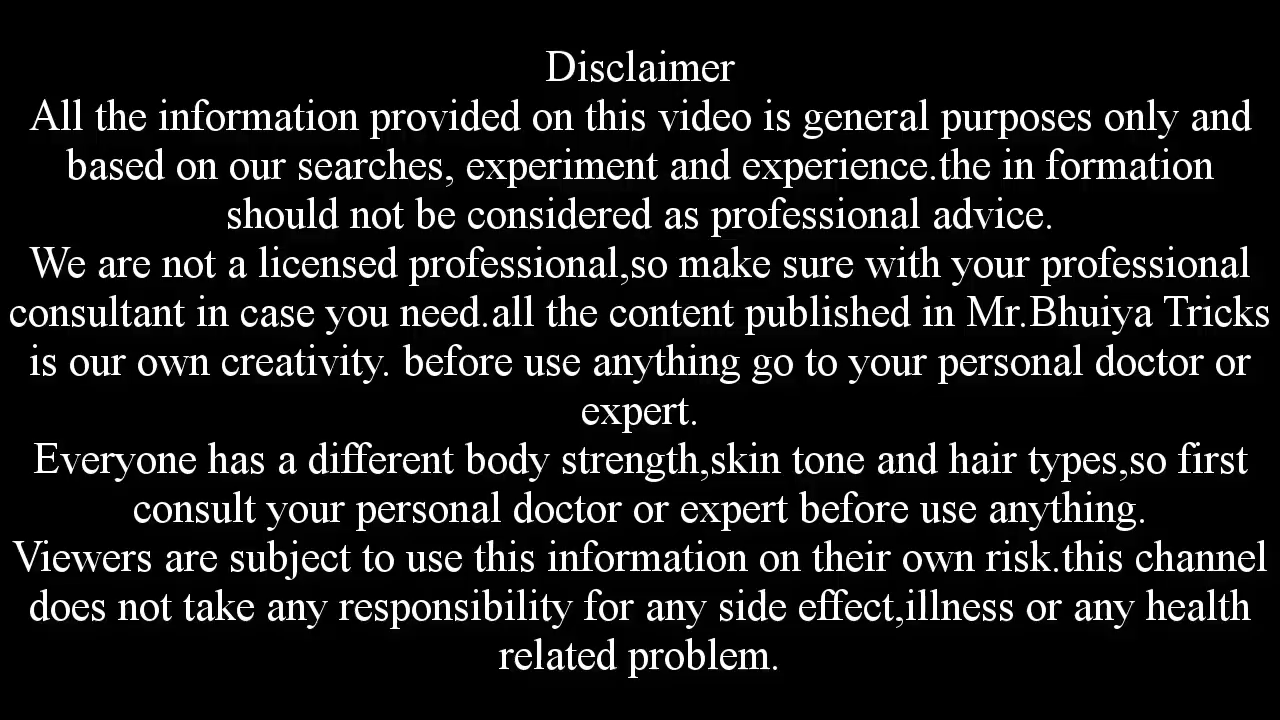 Disclaimer
All the information provided on this video is general purposes only and
based on our searches, experiment and experience.the in formation
should not be considered as professional advice.
We are not a licensed professional,so make sure with your professional
consultant in case you need.all the content published in Mr.Bhuiya Tricks
is our own creativity. before use anything go to your personal doctor or
expert.
Everyone has a different body strength,skin tone and hair types,so first
consult your personal doctor or expert before use anything.
Viewers are subject to use this information on their own risk.this channel
does not take any responsibility for any side effect,illness or any health
related problem.